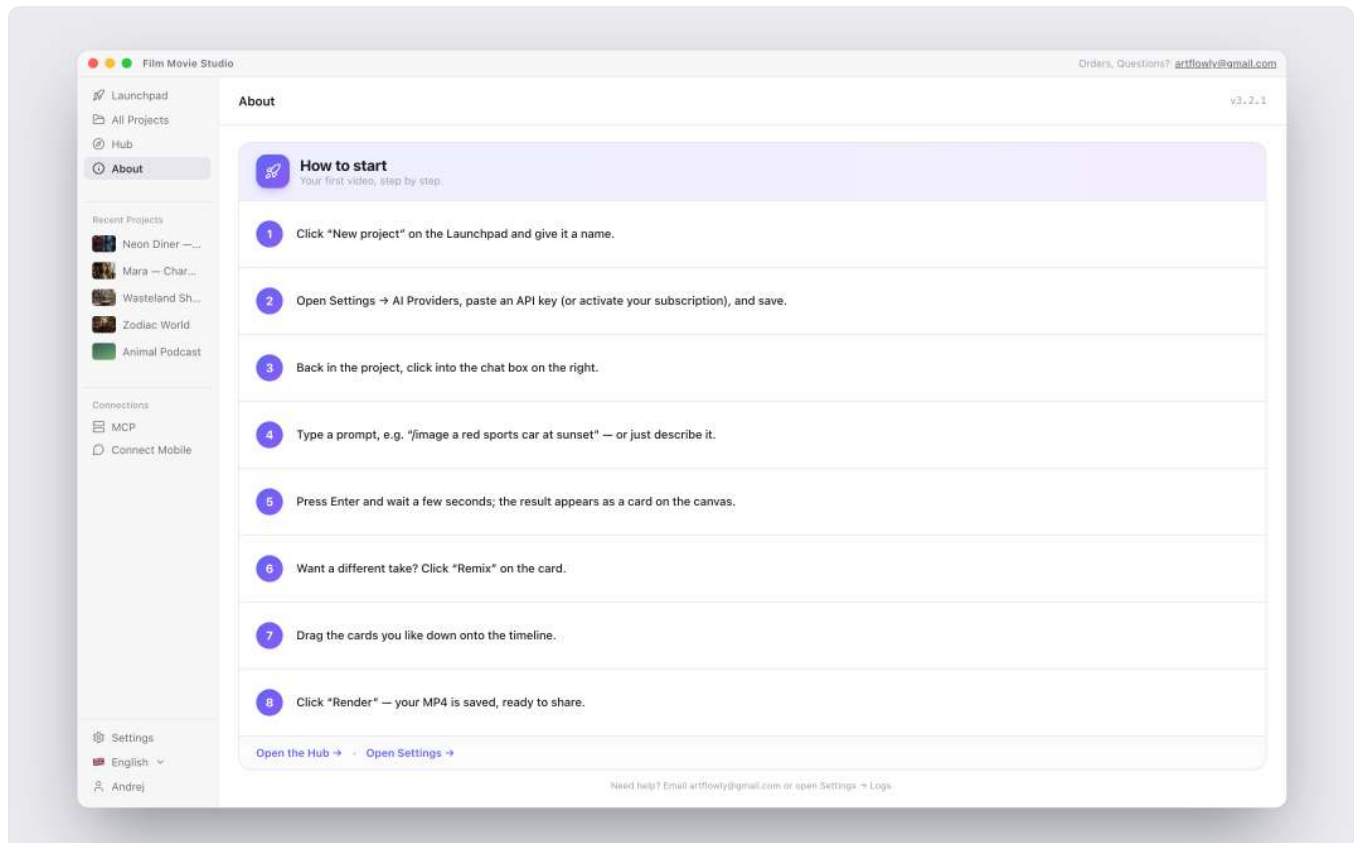 Film Movie Studio
Orders, Questions? artflowly@gmail.com
Launchpad
All Projects
Hub
About
Recent Projects
Neon Diner —...
Mara — Char...
Wasteland Sh...
Zodiac World
Animal Podcast
Connections
MCP
Connect Mobile
Settings
English
Andrej
About
v3.2.1
How to start
Your first video, step by step.
1 Click “New project” on the Launchpad and give it a name.
2 Open Settings → AI Providers, paste an API key (or activate your subscription), and save.
3 Back in the project, click into the chat box on the right.
4 Type a prompt, e.g. “/image a red sports car at sunset” — or just describe it.
5 Press Enter and wait a few seconds; the result appears as a card on the canvas.
6 Want a different take? Click “Remix” on the card.
7 Drag the cards you like down onto the timeline.
8 Click “Render” — your MP4 is saved, ready to share.
Open the Hub → · Open Settings →
Need help? Email artflowly@gmail.com or open Settings → Logs.